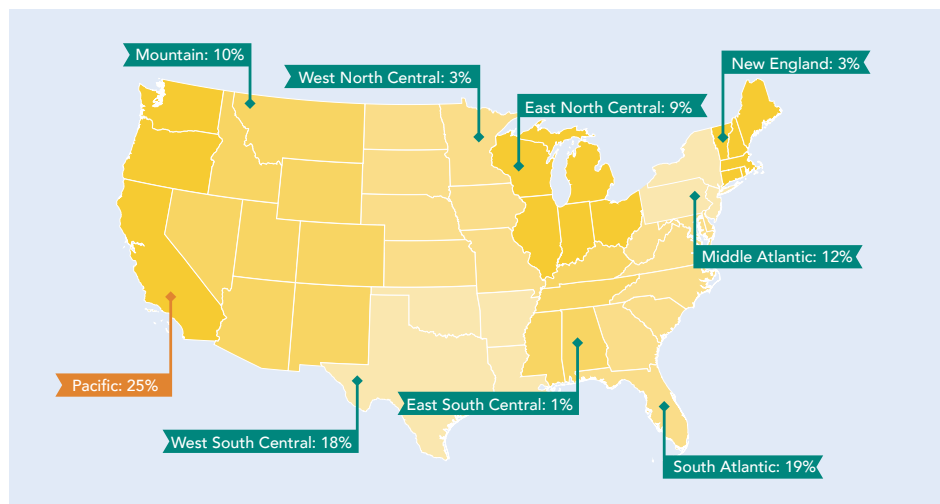 Mountain: 10%
New England: 3%
West North Central: 3%
East North Central: 9%
Middle Atlantic: 12%
Pacific: 25%
East South Central: 1%
West South Central: 18%
South Atlantic: 19%